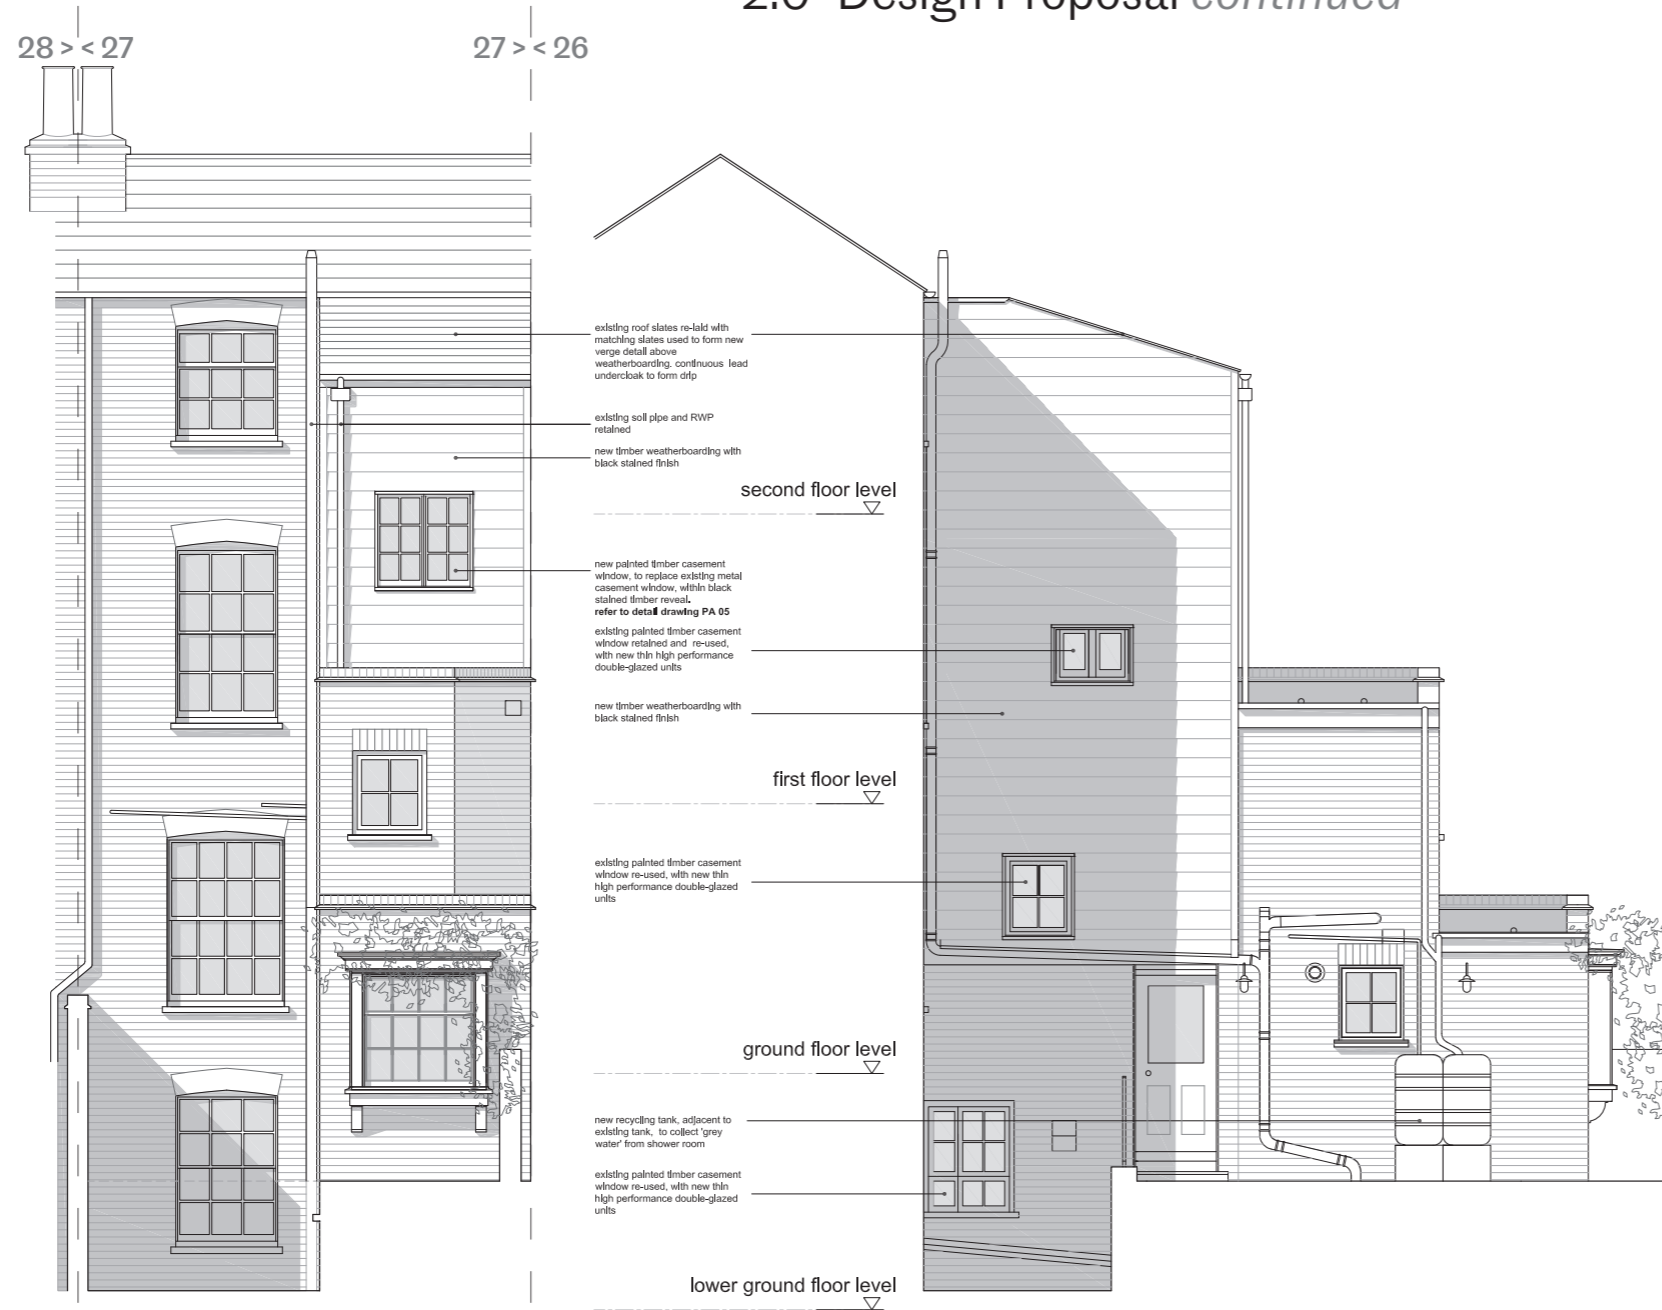 2.0 Design Proposal continued
28 > < 27
27 > < 26
existing roof slates re-laid with
matching slates used to form new
verge detail above
weatherboarding. continuous lead
undercloak to form drip
existing soil pipe and RWP
retained
new timber weatherboarding with
black stained finish
second floor level
new painted timber casement
window, to replace existing metal
casement window, within black
stained timber reveal.
refer to detail drawing PA 05
existing painted timber casement
window retained and re-used,
with new thin high performance
double-glazed units
new timber weatherboarding with
black stained finish
first floor level
existing painted timber casement
window re-used, with new thin
high performance double-glazed
units
ground floor level
new recycling tank, adjacent to
existing tank, to collect 'grey
water' from shower room
existing painted timber casement
window re-used, with new thin
high performance double-glazed
units
lower ground floor level